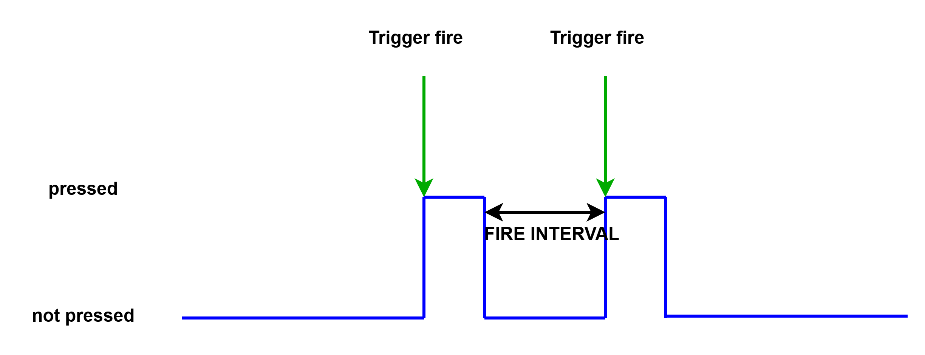 Trigger fire
Trigger fire
pressed
FIRE INTERVAL
not pressed